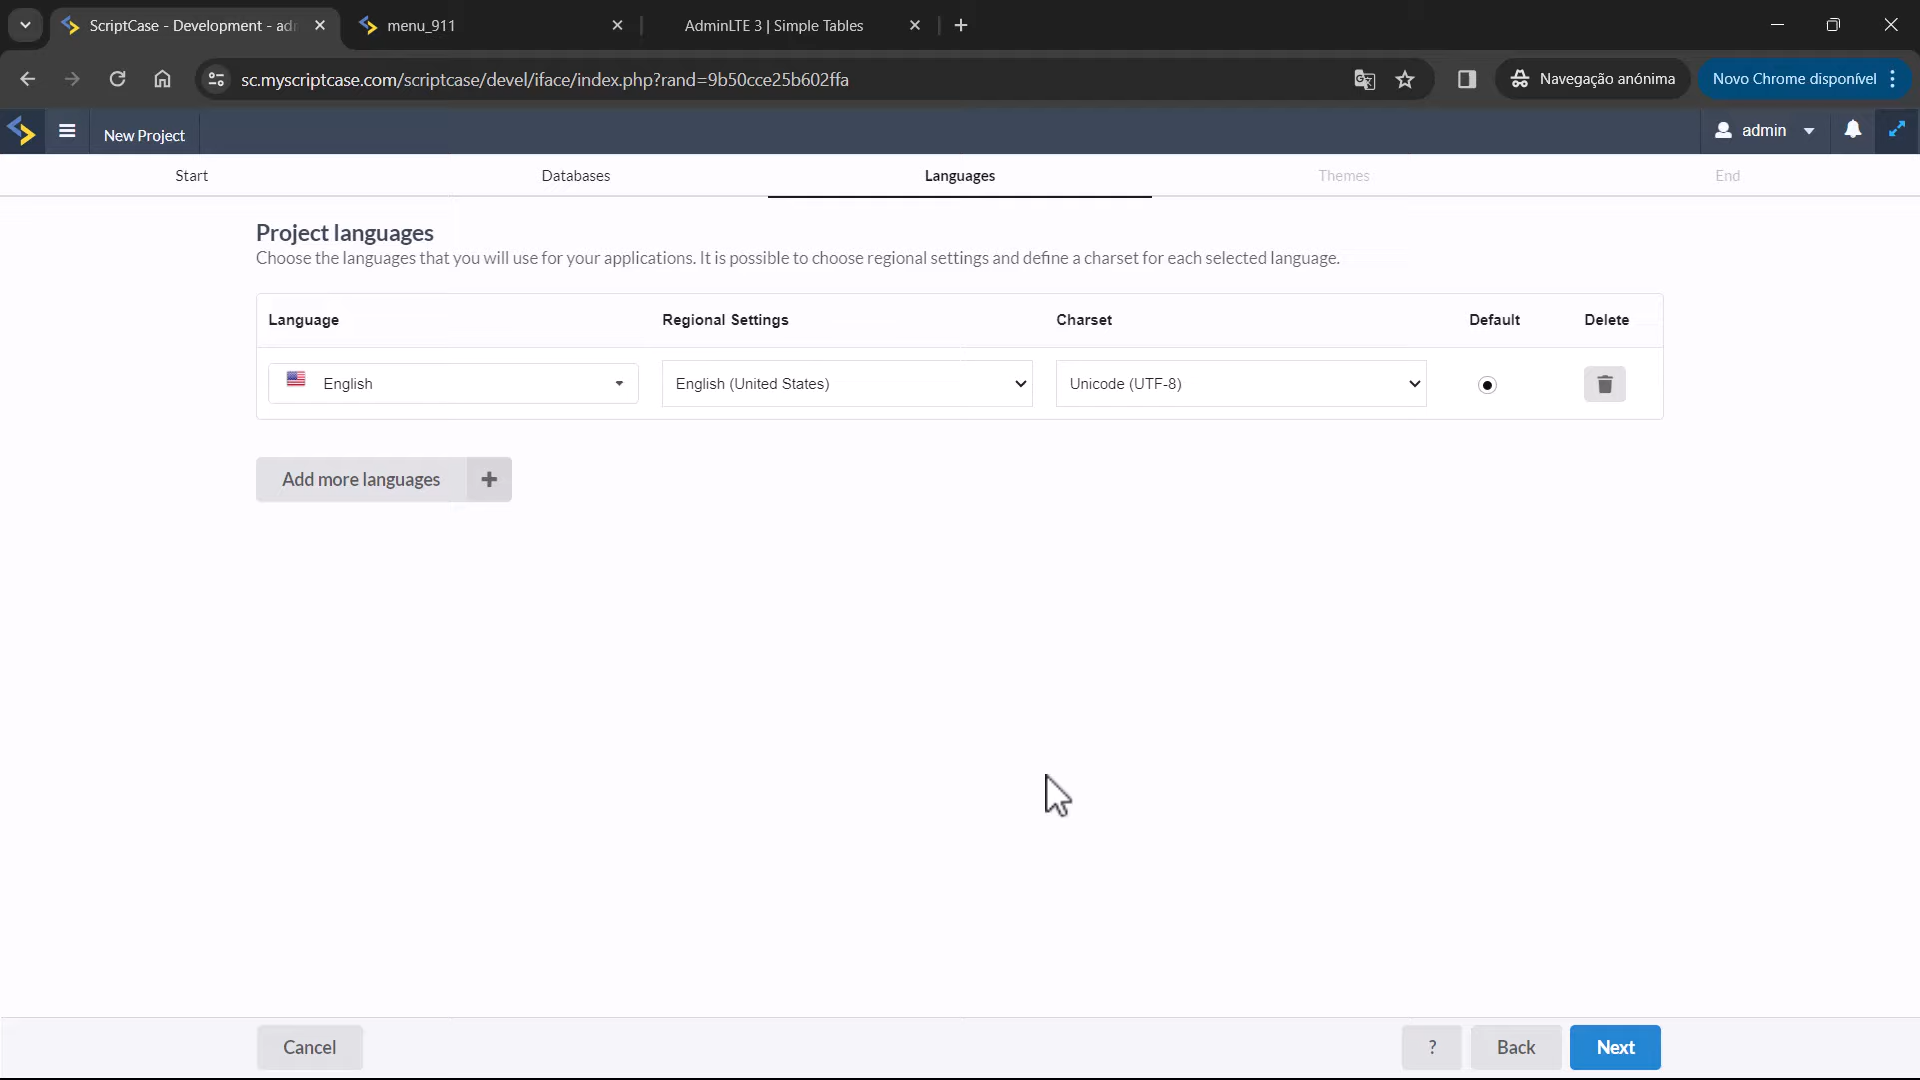 ScriptCase - Development - ad
menu_911
AdminLTE 3 | Simple Tables
sc.myscriptcase.com/scriptcase/devel/iface/index.php?rand=9b50cce25b602ffa
Navegação anónima
Novo Chrome disponível
New Project
admin
Start
Databases
Languages
Themes
End
Project languages
Choose the languages that you will use for your applications. It is possible to choose regional settings and define a charset for each selected language.
Language
Regional Settings
Charset
Default
Delete
English
English (United States)
Unicode (UTF-8)
Add more languages
Cancel
?
Back
Next